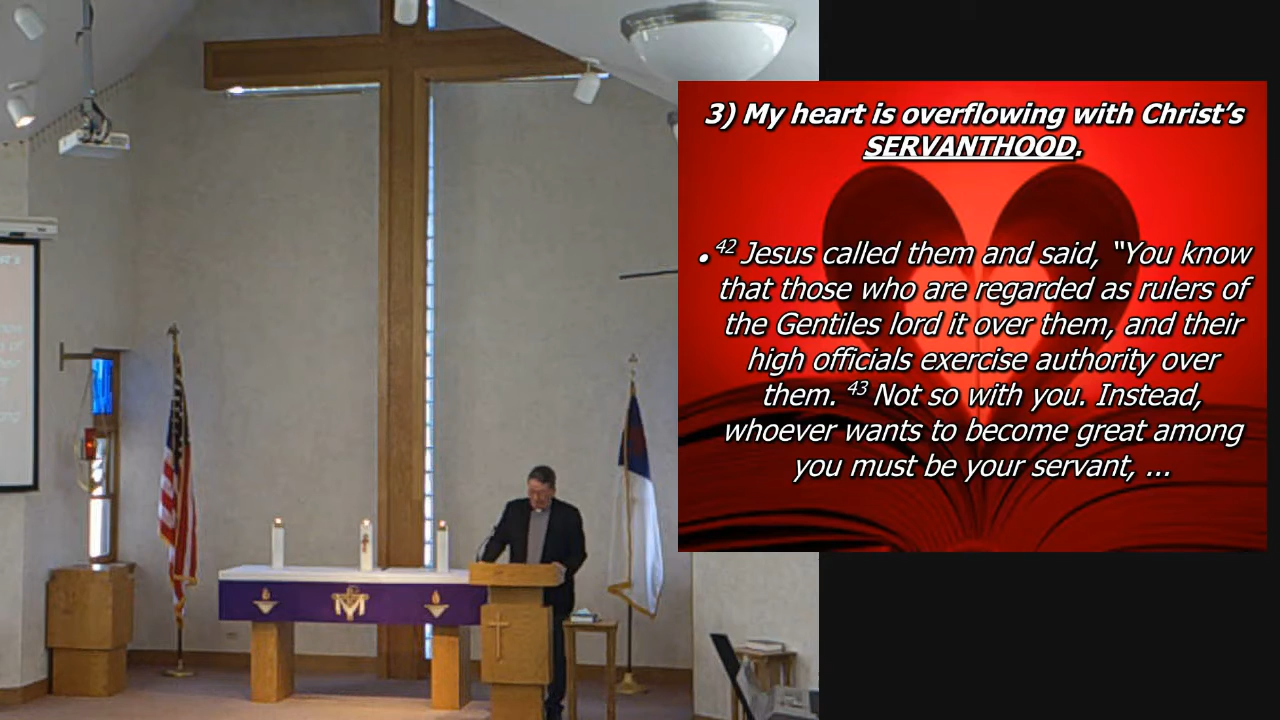 3) My heart is overflowing with Christ’s
SERVANTHOOD.
• 42 Jesus called them and said, “You know
that those who are regarded as rulers of
the Gentiles lord it over them, and their
high officials exercise authority over
them. 43 Not so with you. Instead,
whoever wants to become great among
you must be your servant, ...